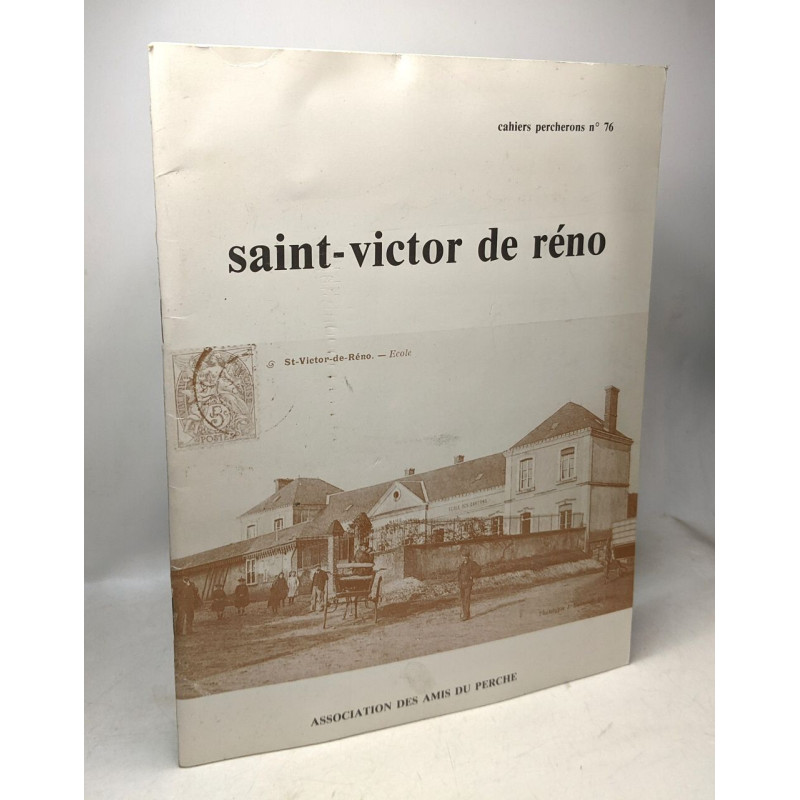 cahiers percherons n° 76
saint-victor de réno
St-Victor-de-Réno. — Ecole
5c
POSTES
ASSOCIATION DES AMIS DU PERCHE